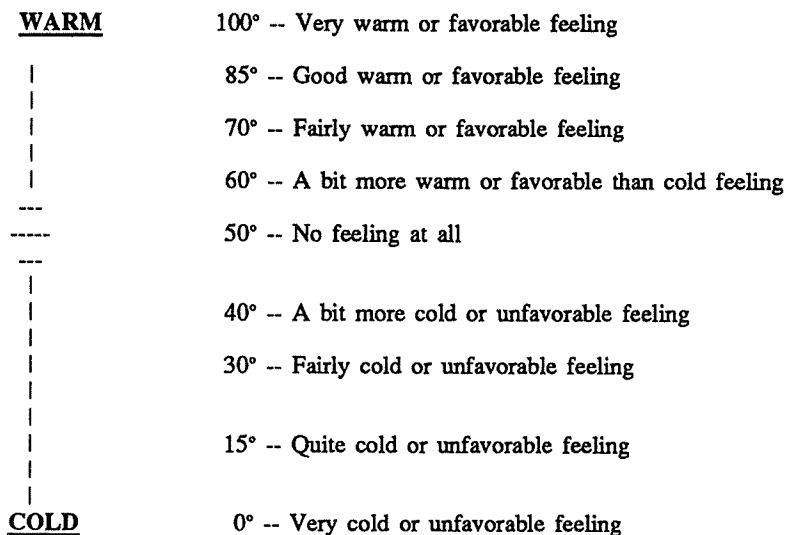 WARM 100° -- Very warm or favorable feeling
85° -- Good warm or favorable feeling
70° -- Fairly warm or favorable feeling
60° -- A bit more warm or favorable than cold feeling
50° -- No feeling at all
40° -- A bit more cold or unfavorable feeling
30° -- Fairly cold or unfavorable feeling
15° -- Quite cold or unfavorable feeling
COLD 0° -- Very cold or unfavorable feeling